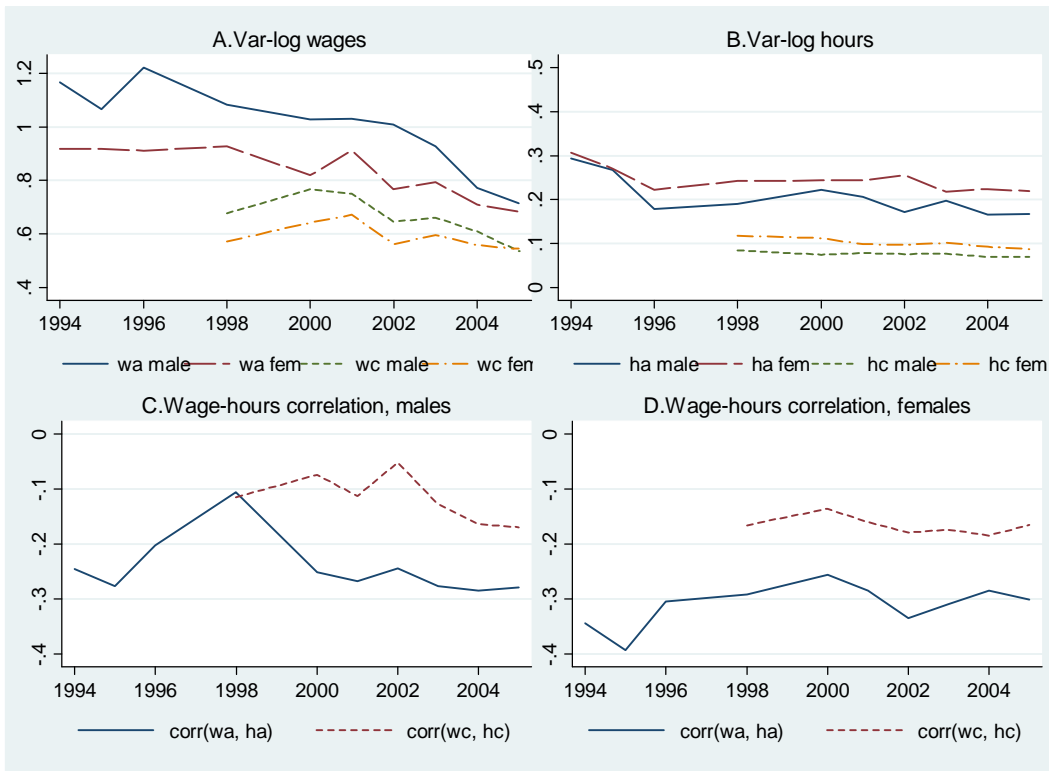 A.Var-log wages
1.2
1
.8
.6
.4
1994 1996 1998 2000 2002 2004
wa male wa fem wc male wc fem
B.Var-log hours
.5
.4
.3
.2
.1
0
1994 1996 1998 2000 2002 2004
ha male ha fem hc male hc fem
C.Wage-hours correlation, males
0
-.1
-.2
-.3
-.4
1994 1996 1998 2000 2002 2004
corr(wa, ha) corr(wc, hc)
D.Wage-hours correlation, females
0
-.1
-.2
-.3
-.4
1994 1996 1998 2000 2002 2004
corr(wa, ha) corr(wc, hc)